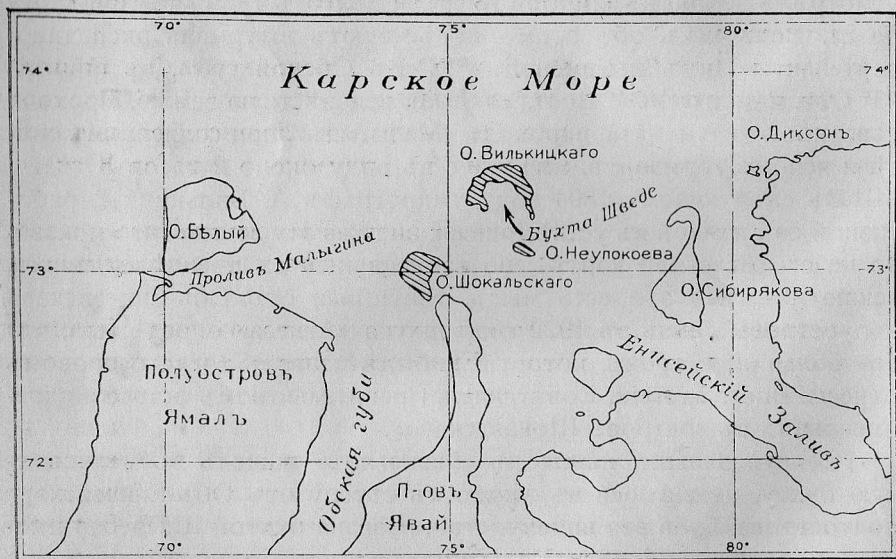 70° 75° 80°
74° 74°
Карское Море
О. Диксонъ
О. Вилькицкаго
Бухта Шведе
О. Бѣлый
О. Неупокоева
Проливъ Малыгина
73° 73°
О. Шокальскаго
О. Сибирякова
Енисейскій Заливъ
Полуостровъ
Ямалъ
Обская губи
72° 72°
П-овъ
Явай
70° 75° 80°